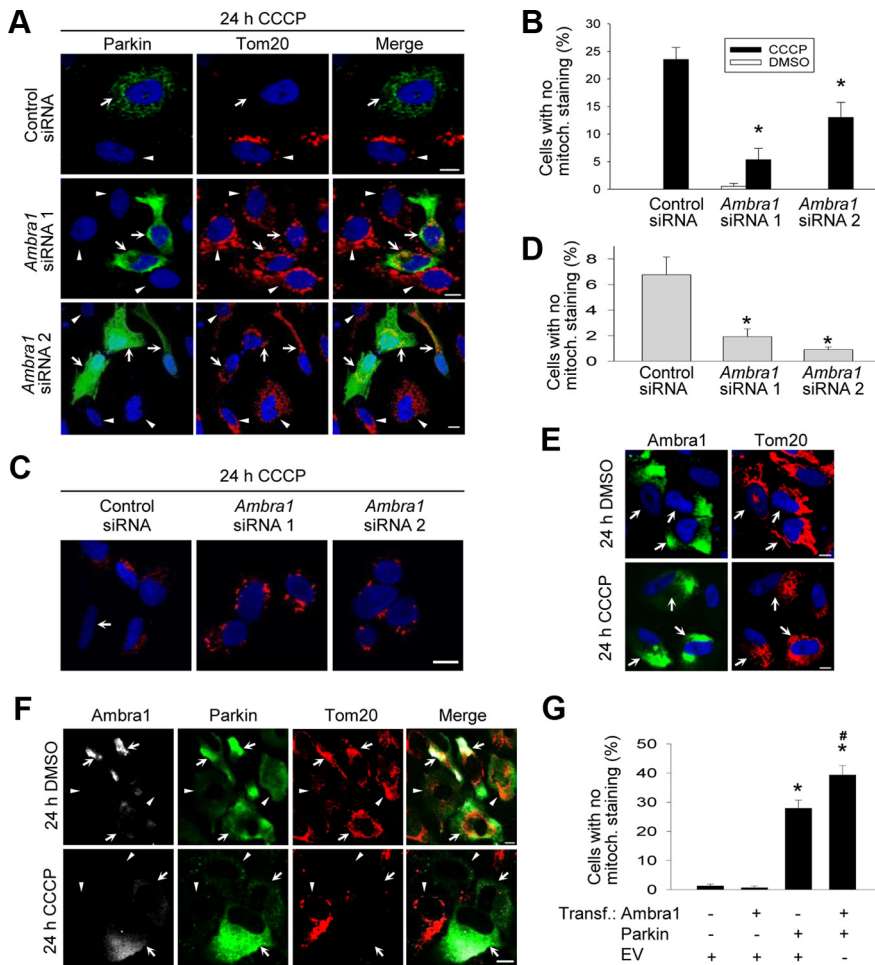 A
24 h CCCP
Parkin Tom20 Merge
Control
siRNA
Ambra1
siRNA 1
Ambra1
siRNA 2
B
Cells with no
mitoch. staining (%)
30
25
20
15
10
5
0
CCCP
DMSO
*
*
Control
siRNA
Ambra1
siRNA 1
Ambra1
siRNA 2
C
24 h CCCP
Control
siRNA
Ambra1
siRNA 1
Ambra1
siRNA 2
D
Cells with no
mitoch. staining (%)
8
6
4
2
0
*
*
Control
siRNA
Ambra1
siRNA 1
Ambra1
siRNA 2
E
Ambra1 Tom20
24 h DMSO
24 h CCCP
F
Ambra1 Parkin Tom20 Merge
24 h DMSO
24 h CCCP
G
Cells with no
mitoch. staining (%)
50
40
30
20
10
0
*
#
*
Transf.: Ambra1 - + - +
Parkin - - + +
EV + + + -